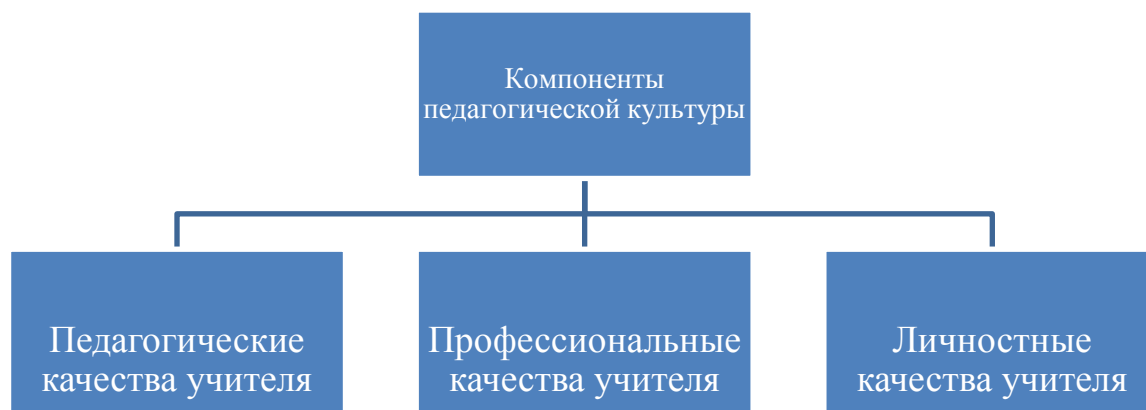 Компоненты
педагогической культуры
Педагогические
качества учителя
Профессиональные
качества учителя
Личностные
качества учителя